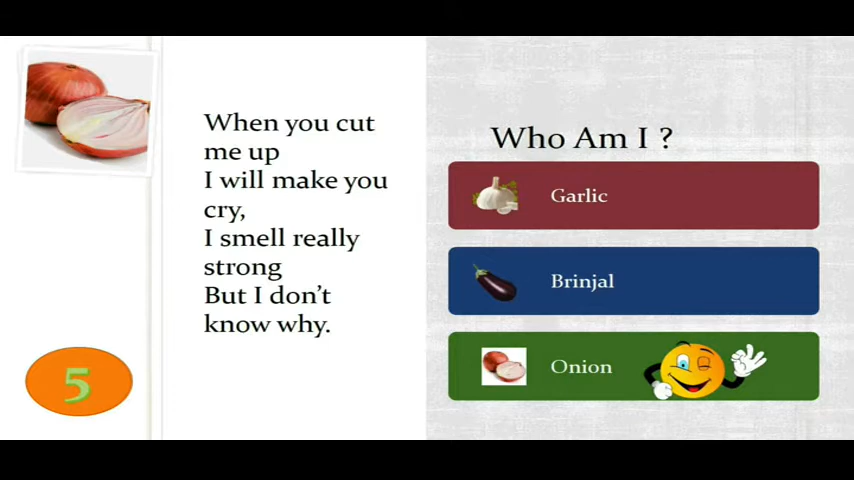 When you cut
me up
I will make you
cry,
I smell really
strong
But I don't
know why.
5
Who Am I ?
Garlic
Brinjal
Onion